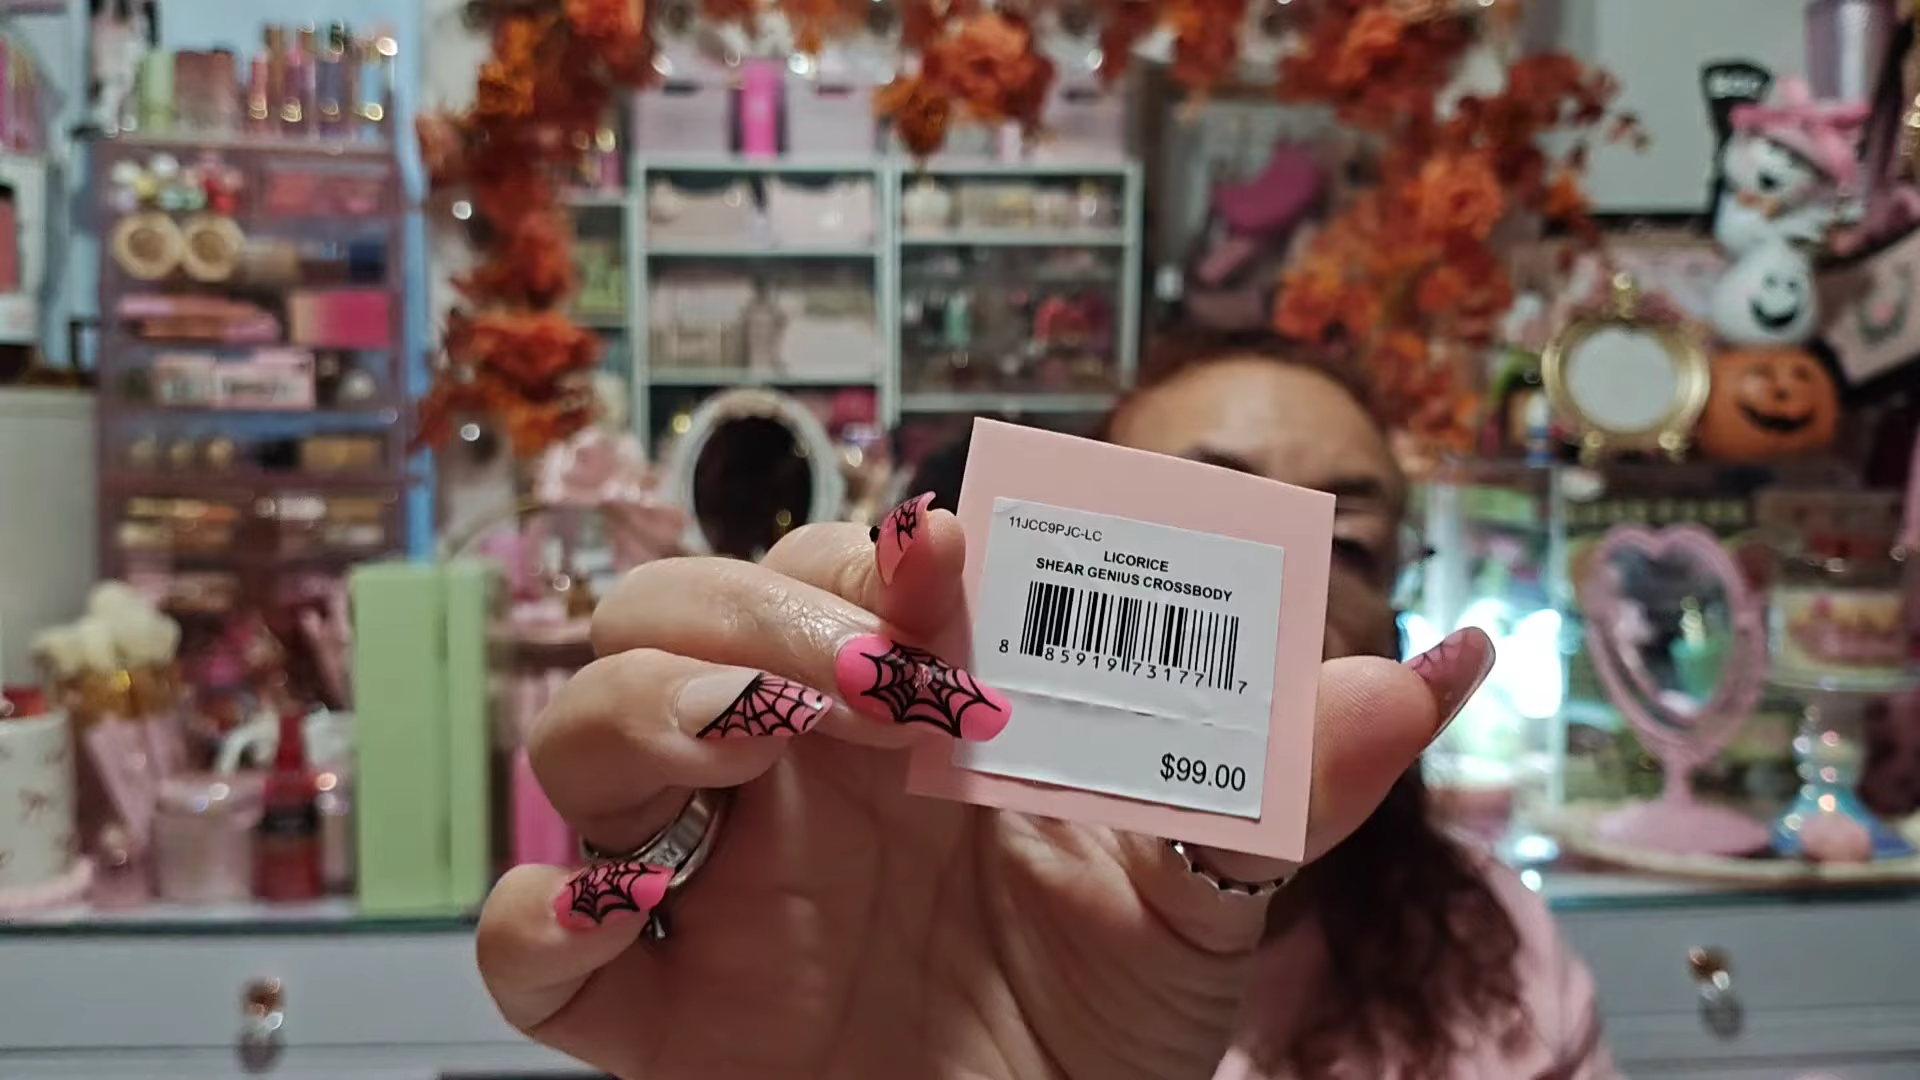 11JCC9PJC-LC
LICORICE
SHEAR GENIUS CROSSBODY
8 85919 73177 7
$99.00